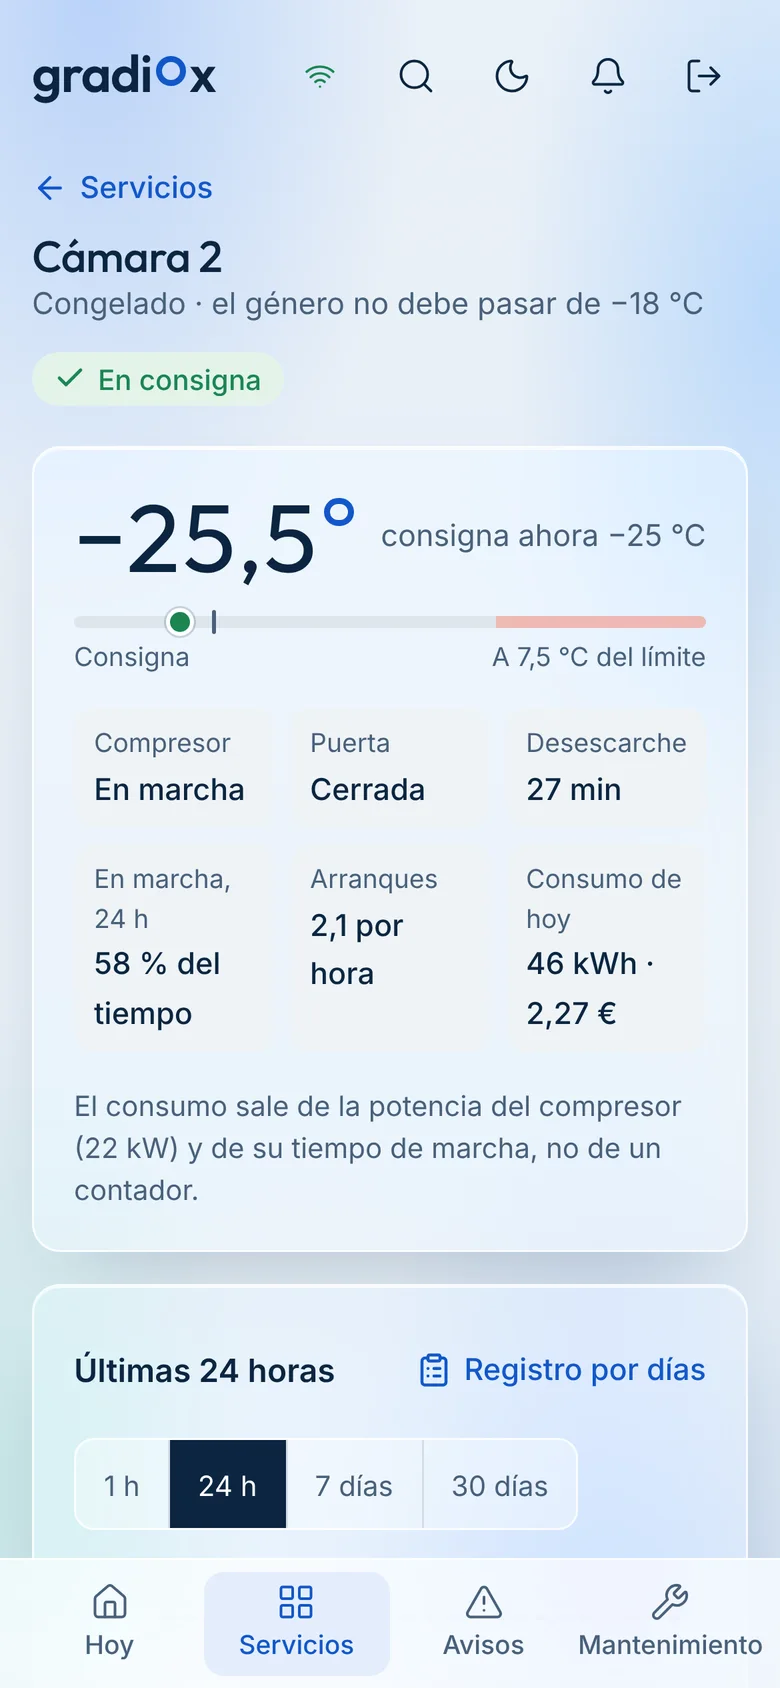 gradiox
Servicios
Cámara 2
Congelado · el género no debe pasar de −18 °C
En consigna
−25,5°
consigna ahora −25 °C
Consigna
A 7,5 °C del límite
Compresor
En marcha
Puerta
Cerrada
Desescarche
27 min
En marcha,
24 h
58 % del
tiempo
Arranques
2,1 por
hora
Consumo de
hoy
46 kWh ·
2,27 €
El consumo sale de la potencia del compresor
(22 kW) y de su tiempo de marcha, no de un
contador.
Últimas 24 horas
Registro por días
1 h
24 h
7 días
30 días
Hoy
Servicios
Avisos
Mantenimiento